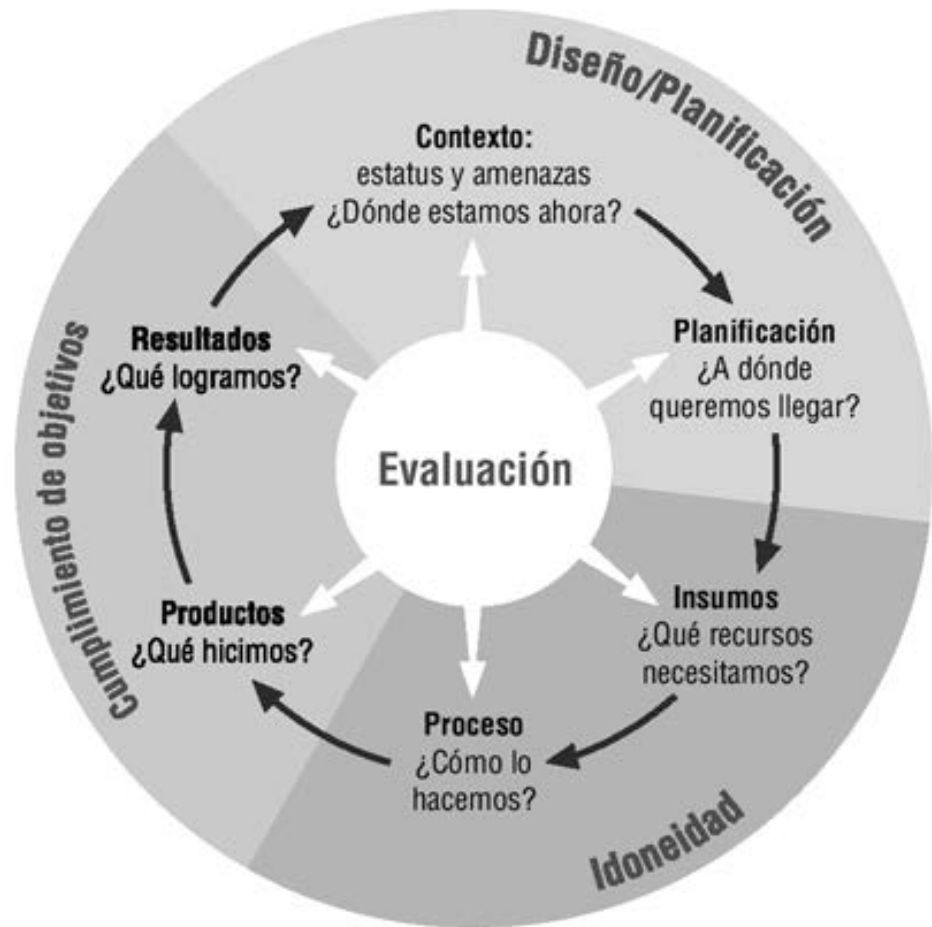 Diseño/Planificación
Contexto:
estatus y amenazas
¿Dónde estamos ahora?
Planificación
¿A dónde
queremos llegar?
Insumos
¿Qué recursos
necesitamos?
Idoneidad
Proceso
¿Cómo lo
hacemos?
Productos
¿Qué hicimos?
Cumplimiento de objetivos
Resultados
¿Qué logramos?
Evaluación